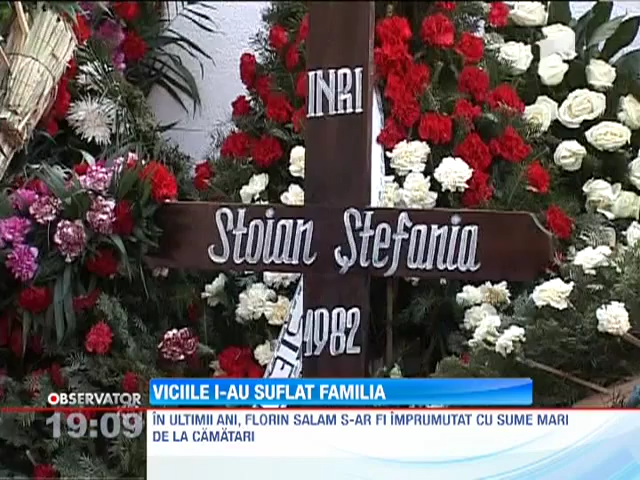 INRI
Stoian Ștefania
1982
VICIILE I-AU SUFLAT FAMILIA
OBSERVATOR
19:09
ÎN ULTIMII ANI, FLORIN SALAM S-AR FI ÎMPRUMUTAT CU SUME MARI
DE LA CĂMĂTARI